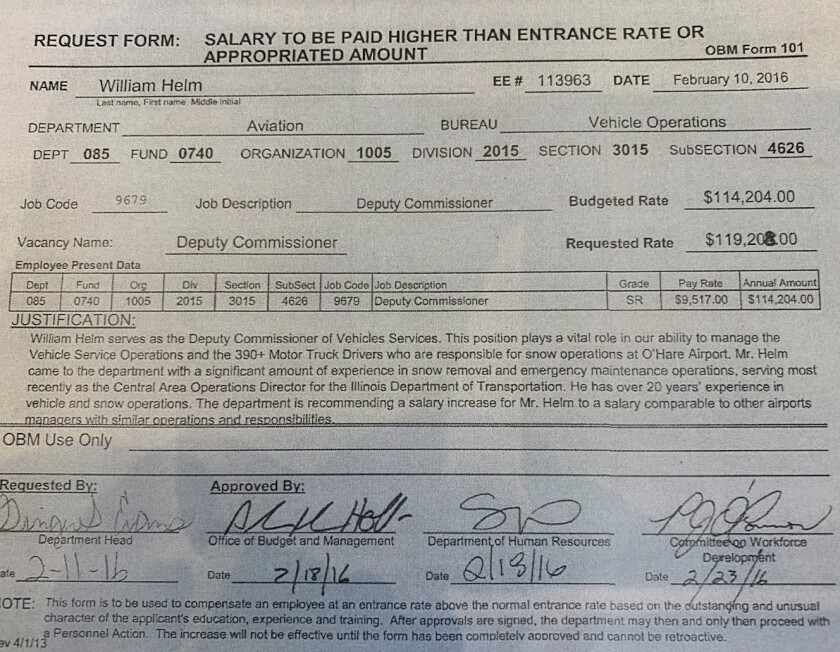 REQUEST FORM: SALARY TO BE PAID HIGHER THAN ENTRANCE RATE OR
APPROPRIATED AMOUNT OBM Form 101
NAME William Helm EE # 113963 DATE February 10, 2016
Last name, First name Middle initial
DEPARTMENT Aviation BUREAU Vehicle Operations
DEPT 085 FUND 0740 ORGANIZATION 1005 DIVISION 2015 SECTION 3015 SubSECTION 4626
Job Code 9679 Job Description Deputy Commissioner Budgeted Rate $114,204.00
Vacancy Name: Deputy Commissioner Requested Rate $119,208.00
Employee Present Data
Dept Fund Org Div Section SubSect Job Code Job Description Grade Pay Rate Annual Amount
085 0740 1005 2015 3015 4626 9679 Deputy Commissioner SR $9,517.00 $114,204.00
JUSTIFICATION:
William Helm serves as the Deputy Commissioner of Vehicles Services. This position plays a vital role in our ability to manage the
Vehicle Service Operations and the 390+ Motor Truck Drivers who are responsible for snow operations at O'Hare Airport. Mr. Helm
came to the department with a significant amount of experience in snow removal and emergency maintenance operations, serving most
recently as the Central Area Operations Director for the Illinois Department of Transportation. He has over 20 years' experience in
vehicle and snow operations. The department is recommending a salary increase for Mr. Helm to a salary comparable to other airports
managers with similar operations and responsibilities.
OBM Use Only
Requested By: Approved By:
Department Head Office of Budget and Management Department of Human Resources Committee on Workforce
Development
ate 2-11-16 Date 2/18/16 Date 2/18/16 Date 2/23/16
OTE: This form is to be used to compensate an employee at an entrance rate above the normal entrance rate based on the outstanding and unusual
character of the applicant's education, experience and training. After approvals are signed, the department may then and only then proceed with
a Personnel Action. The increase will not be effective until the form has been completely approved and cannot be retroactive.
ev 4/1/13